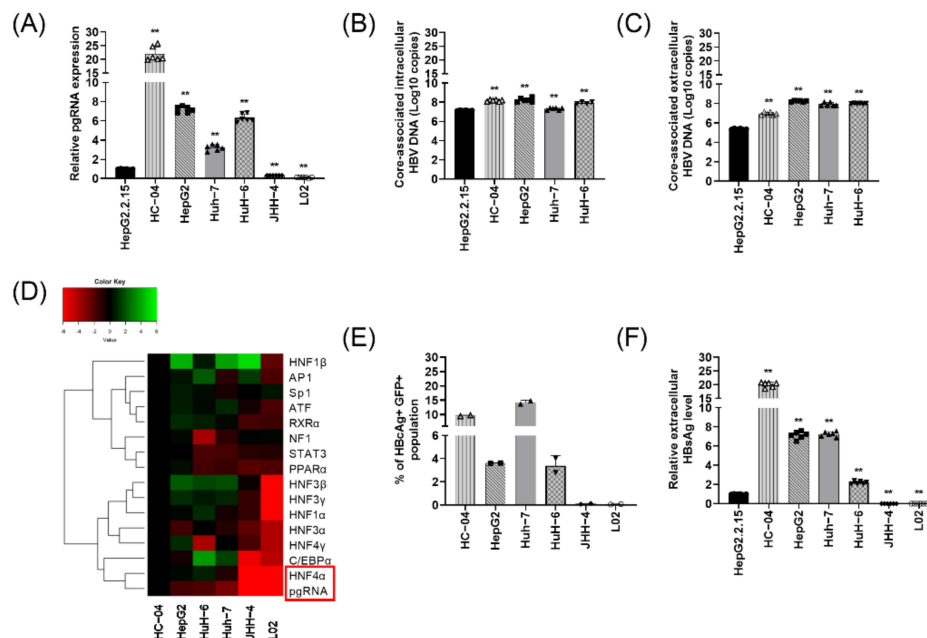 (A)
Relative pgRNA expression
30
25
20
15
10
8
6
4
2
0
**
**
**
**
**
**
HepG2.2.15
HC-04
HepG2
Huh-7
HuH-6
JHH-4
L02
(B)
Core-associated intracellular
HBV DNA (Log10 copies)
30
25
20
15
10
8
6
4
2
0
**
**
**
**
HepG2.2.15
HC-04
HepG2
Huh-7
HuH-6
(C)
Core-associated extracellular
HBV DNA (Log10 copies)
30
25
20
15
10
8
6
4
2
0
**
**
**
**
HepG2.2.15
HC-04
HepG2
Huh-7
HuH-6
(D)
Color Key
-4
-2
0
2
4
6
Value
HNF1β
AP1
Sp1
ATF
RXRα
NF1
STAT3
PPARα
HNF3β
HNF3γ
HNF1α
HNF3α
HNF4γ
C/EBPα
HNF4α
pgRNA
HC-04
HepG2
HuH-6
Huh-7
JHH-4
L02
(E)
% of HBcAg+ GFP+
population
30
25
20
15
10
8
6
4
2
0
HC-04
HepG2
Huh-7
HuH-6
JHH-4
L02
(F)
Relative extracellular
HBsAg level
30
25
20
15
10
8
6
4
2
0
**
**
**
**
**
**
HepG2.2.15
HC-04
HepG2
Huh-7
HuH-6
JHH-4
L02